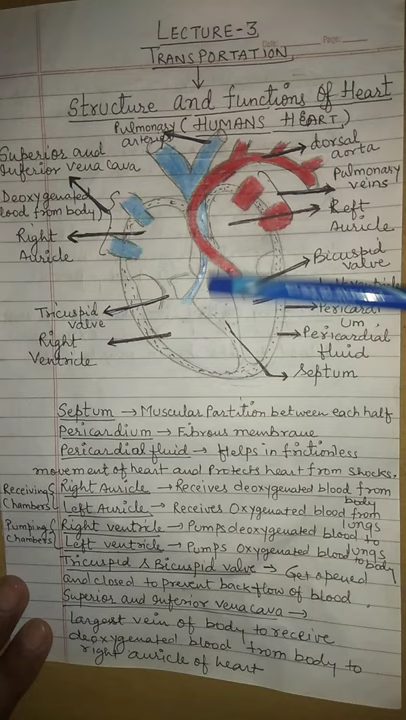 LECTURE-3
Date: Page:
TRANSPORTATION
Structure and functions of Heart
(HUMANS HEART)
Pulmonary
arteries
dorsal
aorta
Superior and
Inferior vena cava
Pulmonary
veins
Deoxygenated
blood from body
Left
Auricle
Right
Auricle
Bicuspid
valve
Tricuspid
valve
Pericardi
um
Right
Ventricle
Pericardial
fluid
Septum
Septum → Muscular Partition between each half
Pericardium → Fibrous membrane
Pericardial fluid → Helps in frictionless
movement of heart and Protects heart from shocks.
Receiving Chambers
Right Auricle → Receives deoxygenated blood from body
Left Auricle → Receives Oxygenated blood from lungs
Pumping Chambers
Right ventricle → Pumps deoxygenated blood to lungs
Left ventricle → Pumps Oxygenated blood to body
Tricuspid & Bicuspid valve → Get opened
and closed to prevent backflow of blood.
Superior and Inferior venacava →
largest vein of body to receive
deoxygenated blood from body to
right auricle of heart